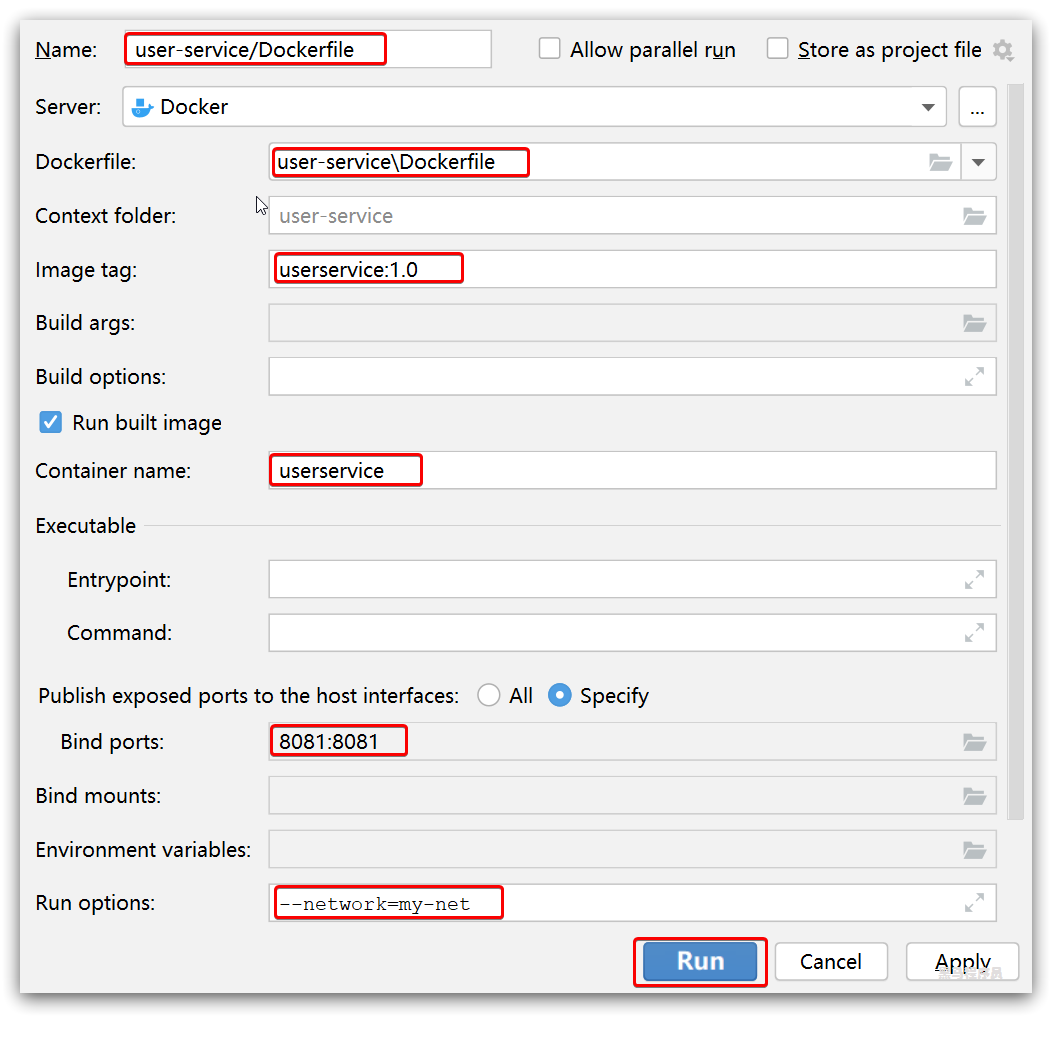 Name: user-service/Dockerfile Allow parallel run Store as project file
Server: Docker ...
Dockerfile: user-service\Dockerfile
Context folder: user-service
Image tag: userservice:1.0
Build args:
Build options:
Run built image
Container name: userservice
Executable
Entrypoint:
Command:
Publish exposed ports to the host interfaces: All Specify
Bind ports: 8081:8081
Bind mounts:
Environment variables:
Run options: --network=my-net
Run Cancel Apply